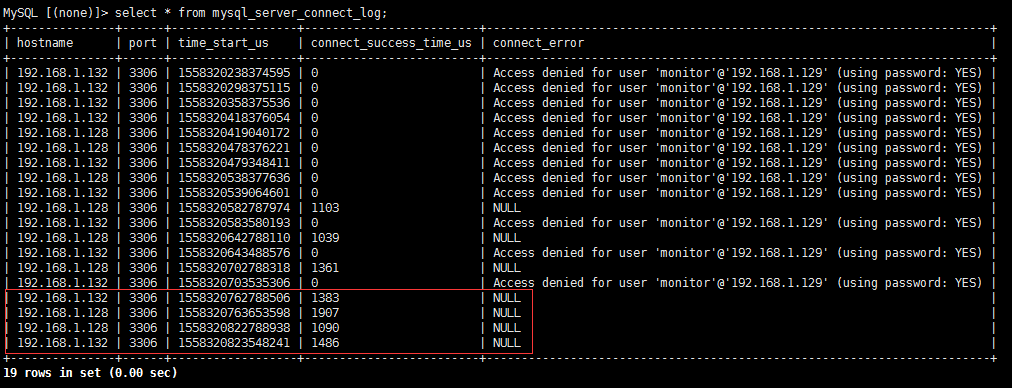 MySQL [(none)]> select * from mysql_server_connect_log;
+---------------+------+------------------+-------------------------+------------------------------------------------------------------------+
| hostname | port | time_start_us | connect_success_time_us | connect_error |
+---------------+------+------------------+-------------------------+------------------------------------------------------------------------+
| 192.168.1.132 | 3306 | 1558320238374595 | 0 | Access denied for user 'monitor'@'192.168.1.129' (using password: YES) |
| 192.168.1.128 | 3306 | 1558320298375115 | 0 | Access denied for user 'monitor'@'192.168.1.129' (using password: YES) |
| 192.168.1.132 | 3306 | 1558320358375536 | 0 | Access denied for user 'monitor'@'192.168.1.129' (using password: YES) |
| 192.168.1.132 | 3306 | 1558320418376054 | 0 | Access denied for user 'monitor'@'192.168.1.129' (using password: YES) |
| 192.168.1.128 | 3306 | 1558320419040172 | 0 | Access denied for user 'monitor'@'192.168.1.129' (using password: YES) |
| 192.168.1.128 | 3306 | 1558320478376221 | 0 | Access denied for user 'monitor'@'192.168.1.129' (using password: YES) |
| 192.168.1.132 | 3306 | 1558320479348411 | 0 | Access denied for user 'monitor'@'192.168.1.129' (using password: YES) |
| 192.168.1.128 | 3306 | 1558320538377636 | 0 | Access denied for user 'monitor'@'192.168.1.129' (using password: YES) |
| 192.168.1.132 | 3306 | 1558320539064601 | 0 | Access denied for user 'monitor'@'192.168.1.129' (using password: YES) |
| 192.168.1.128 | 3306 | 1558320582787974 | 1103 | NULL |
| 192.168.1.132 | 3306 | 1558320583580193 | 0 | Access denied for user 'monitor'@'192.168.1.129' (using password: YES) |
| 192.168.1.128 | 3306 | 1558320642788110 | 1039 | NULL |
| 192.168.1.132 | 3306 | 1558320643488576 | 0 | Access denied for user 'monitor'@'192.168.1.129' (using password: YES) |
| 192.168.1.128 | 3306 | 1558320702788318 | 1361 | NULL |
| 192.168.1.132 | 3306 | 1558320703535306 | 0 | Access denied for user 'monitor'@'192.168.1.129' (using password: YES) |
| 192.168.1.132 | 3306 | 1558320762788506 | 1383 | NULL |
| 192.168.1.128 | 3306 | 1558320763653598 | 1907 | NULL |
| 192.168.1.128 | 3306 | 1558320822788938 | 1090 | NULL |
| 192.168.1.132 | 3306 | 1558320823548241 | 1486 | NULL |
+---------------+------+------------------+-------------------------+------------------------------------------------------------------------+
19 rows in set (0.00 sec)